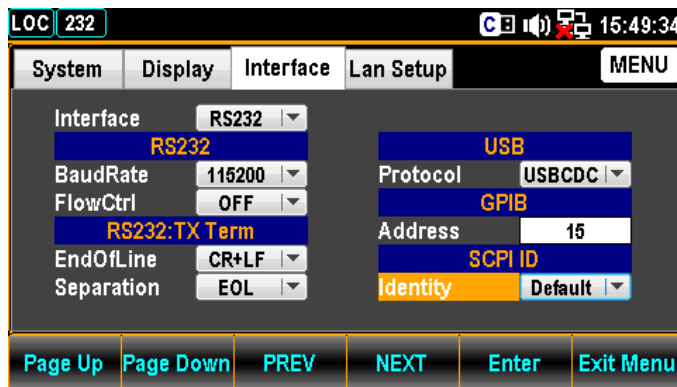 LOC 232 C 15:49:34
System Display Interface Lan Setup MENU
Interface RS232
RS232
BaudRate 115200
FlowCtrl OFF
RS232:TX Term
EndOfLine CR+LF
Separation EOL
USB
Protocol USBCDC
GPIB
Address 15
SCPI ID
Identity Default
Page Up Page Down PREV NEXT Enter Exit Menu